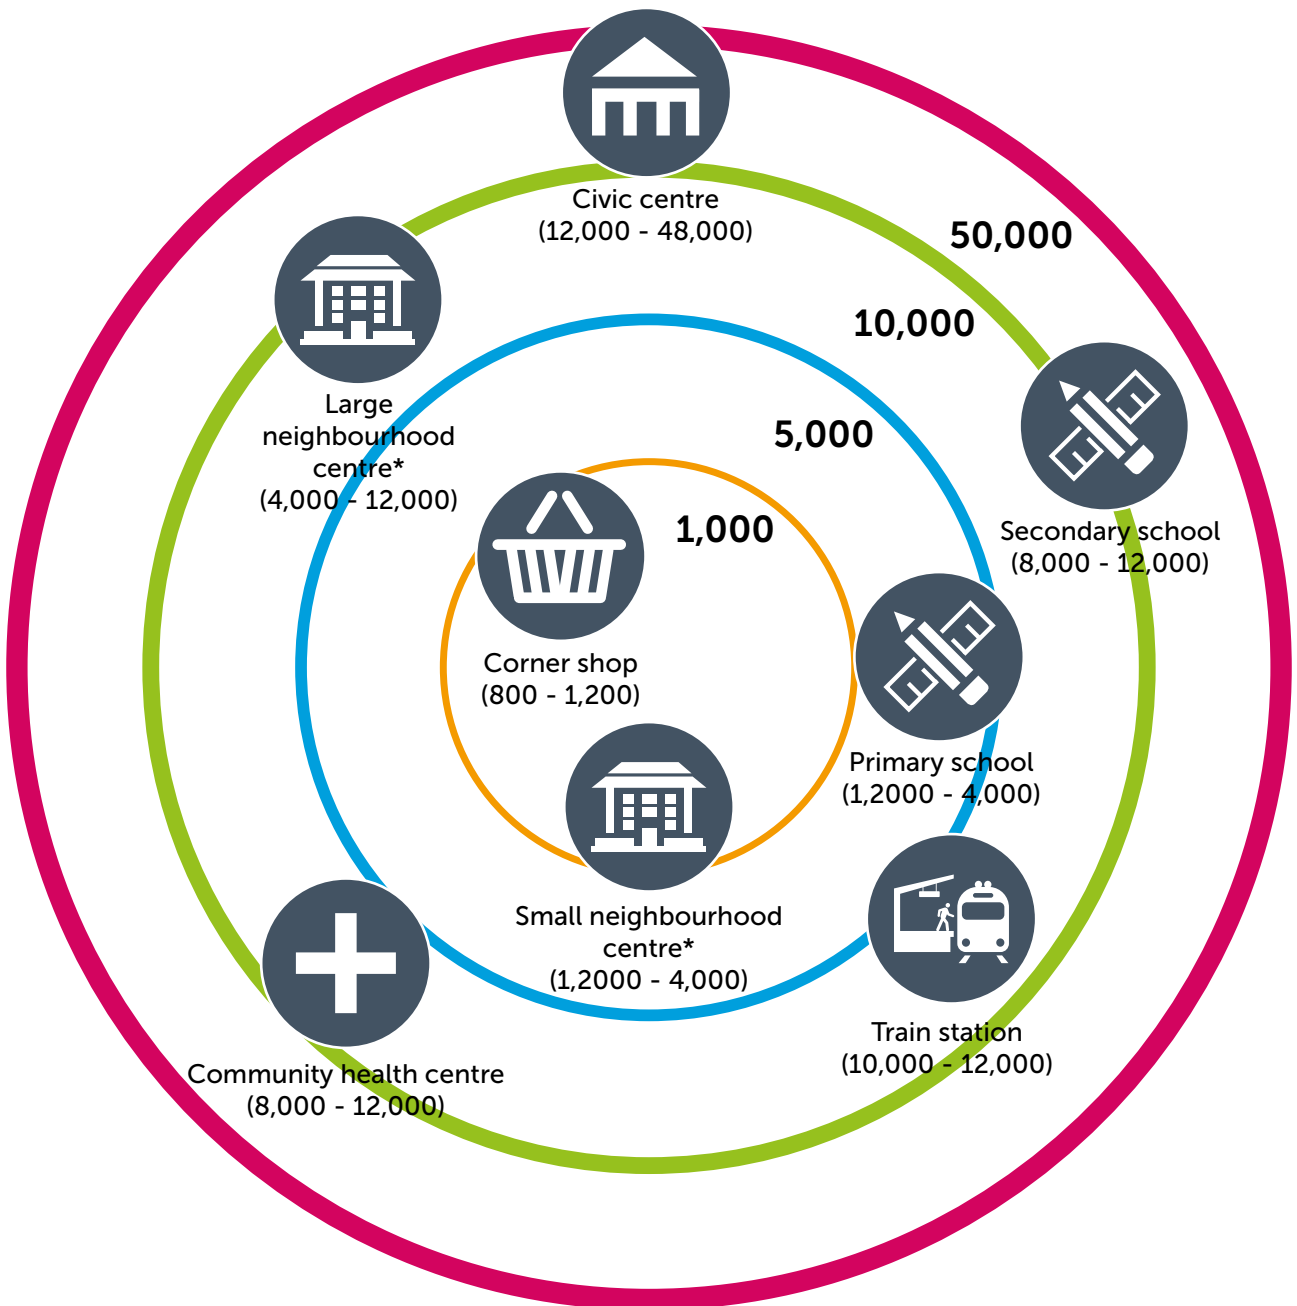 Civic centre
(12,000 - 48,000)
50,000
10,000
Large
neighbourhood
centre*
(4,000 - 12,000)
5,000
1,000
Secondary school
(8,000 - 12,000)
Corner shop
(800 - 1,200)
Primary school
(1,2000 - 4,000)
Small neighbourhood
centre*
(1,2000 - 4,000)
Train station
(10,000 - 12,000)
Community health centre
(8,000 - 12,000)